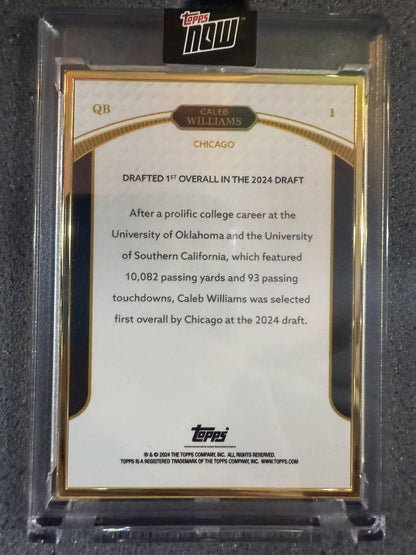 topps
NOW
QB
CALEB
WILLIAMS
1
CHICAGO
DRAFTED 1ST OVERALL IN THE 2024 DRAFT
After a prolific college career at the
University of Oklahoma and the University
of Southern California, which featured
10,082 passing yards and 93 passing
touchdowns, Caleb Williams was selected
first overall by Chicago at the 2024 draft.
topps
® & © 2024 THE TOPPS COMPANY, INC. ALL RIGHTS RESERVED.
TOPPS IS A REGISTERED TRADEMARK OF THE TOPPS COMPANY, INC. WWW.TOPPS.COM